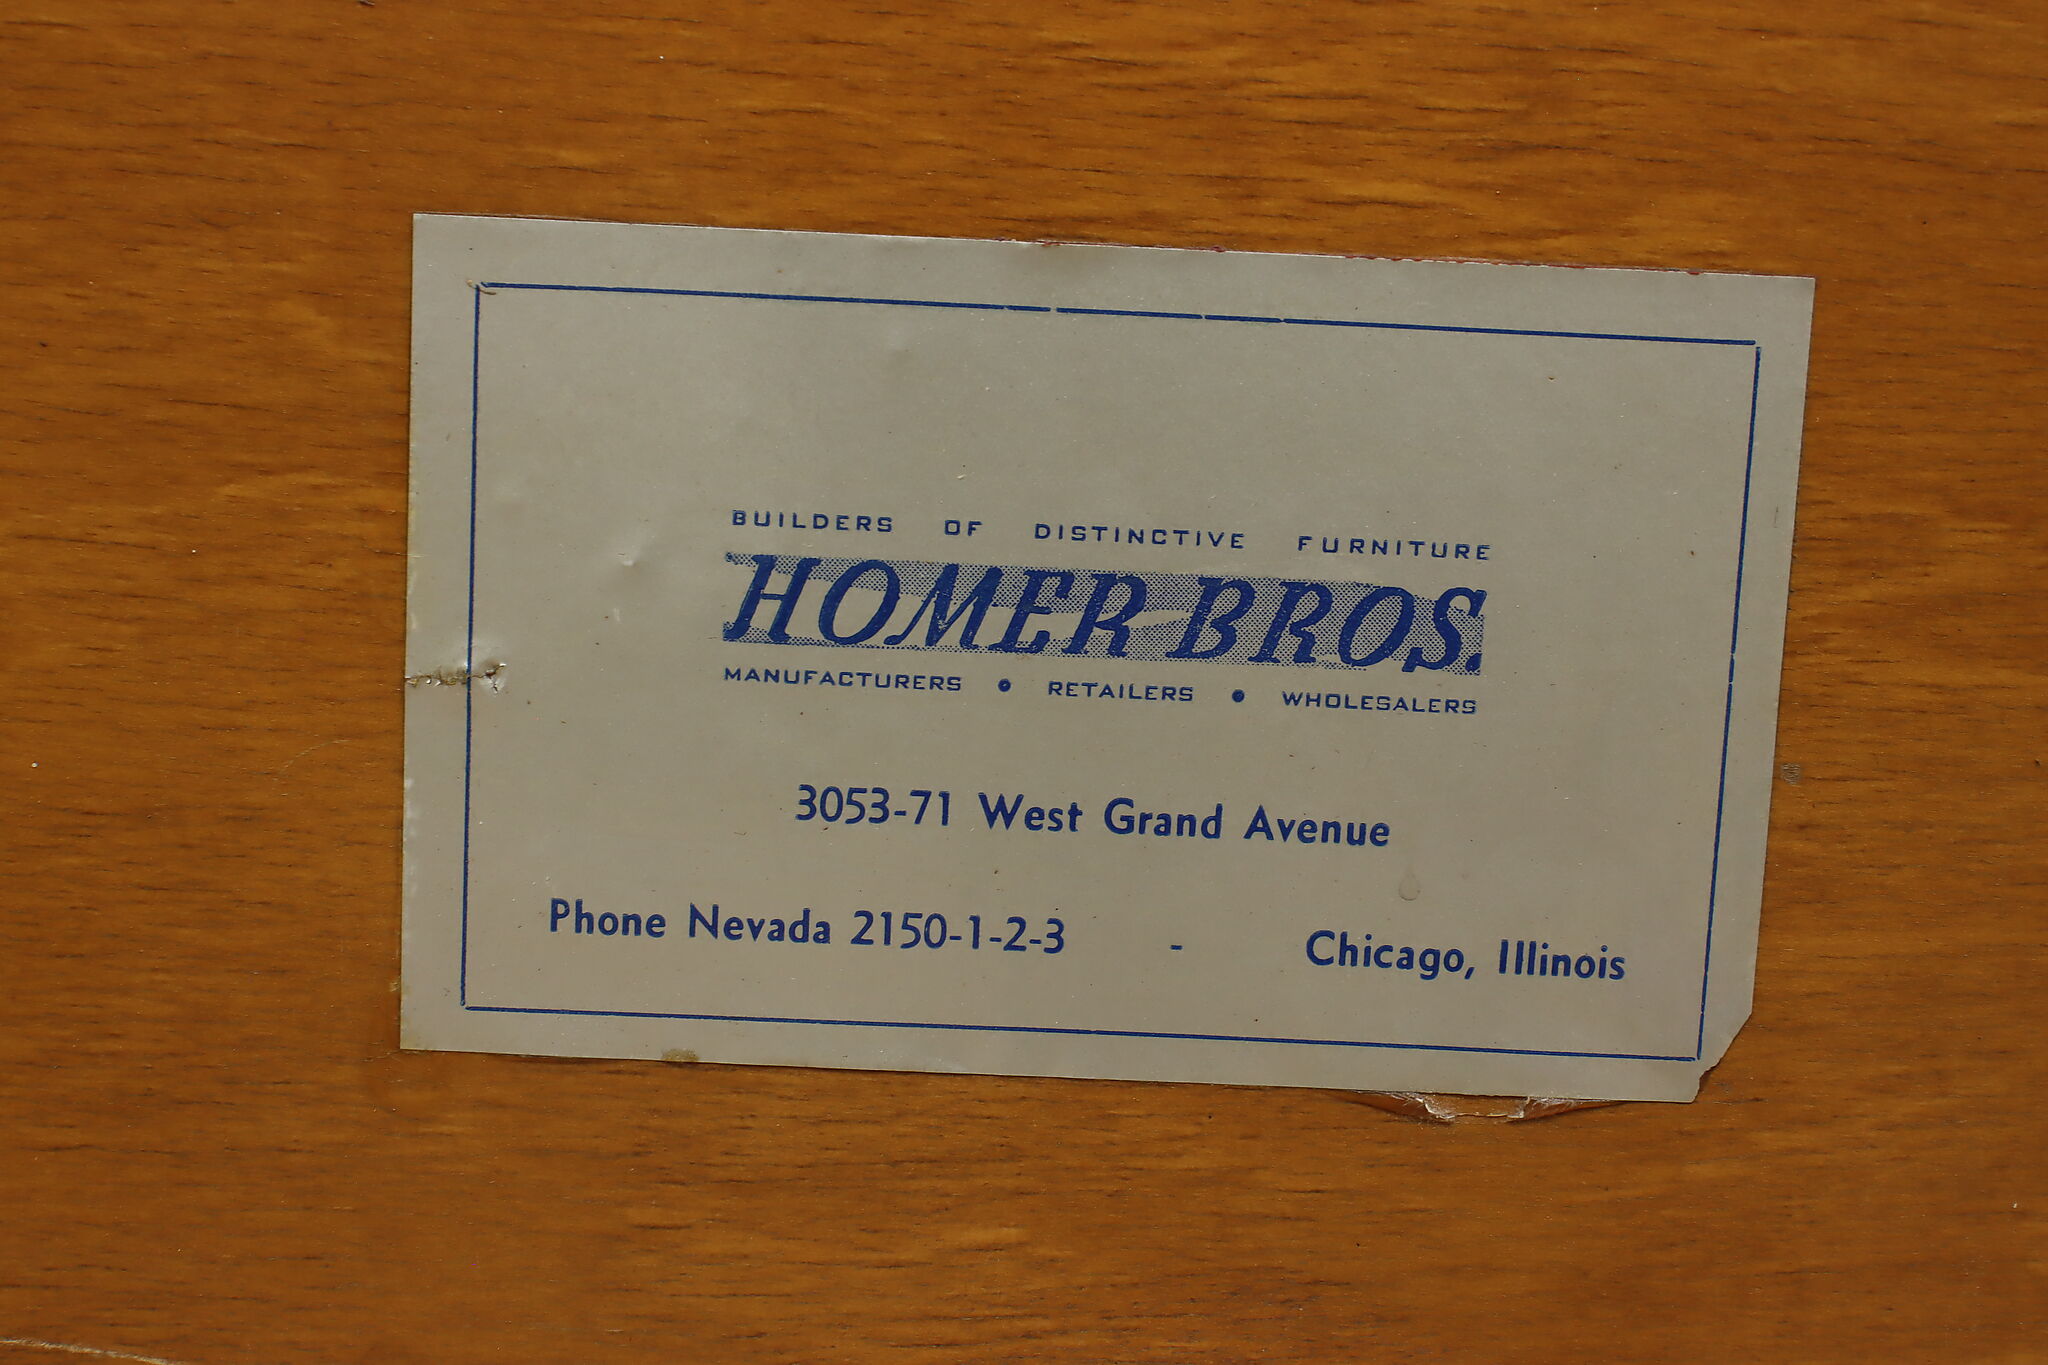 BUILDERS OF DISTINCTIVE FURNITURE
HOMER BROS.
MANUFACTURERS • RETAILERS • WHOLESALERS
3053-71 West Grand Avenue
Phone Nevada 2150-1-2-3 - Chicago, Illinois